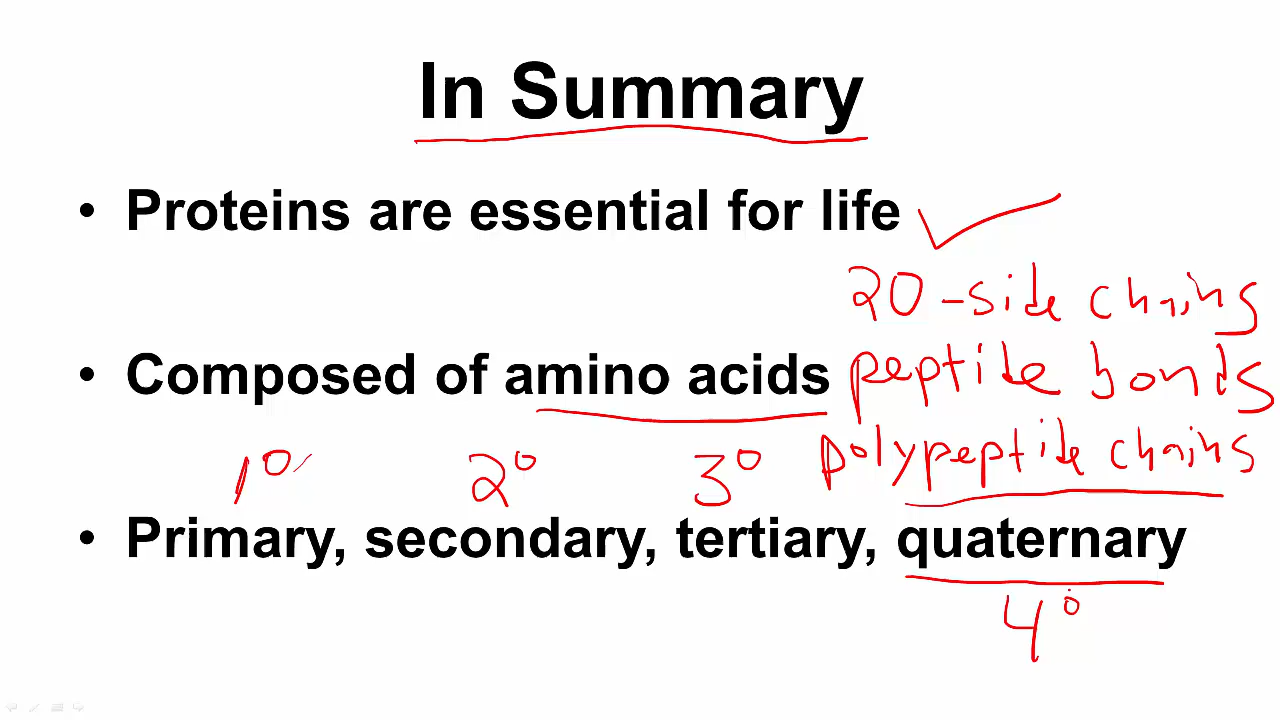 In Summary
• Proteins are essential for life
20-side chains
• Composed of amino acids peptide bonds
polypeptide chains
1° 2° 3°
• Primary, secondary, tertiary, quaternary
4°